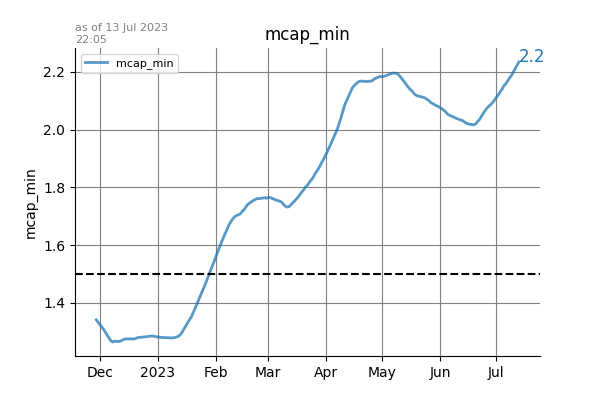 as of 13 Jul 2023
22:05
mcap_min
mcap_min
2.2
mcap_min
2.2
2.0
1.8
1.6
1.4
Dec 2023 Feb Mar Apr May Jun Jul